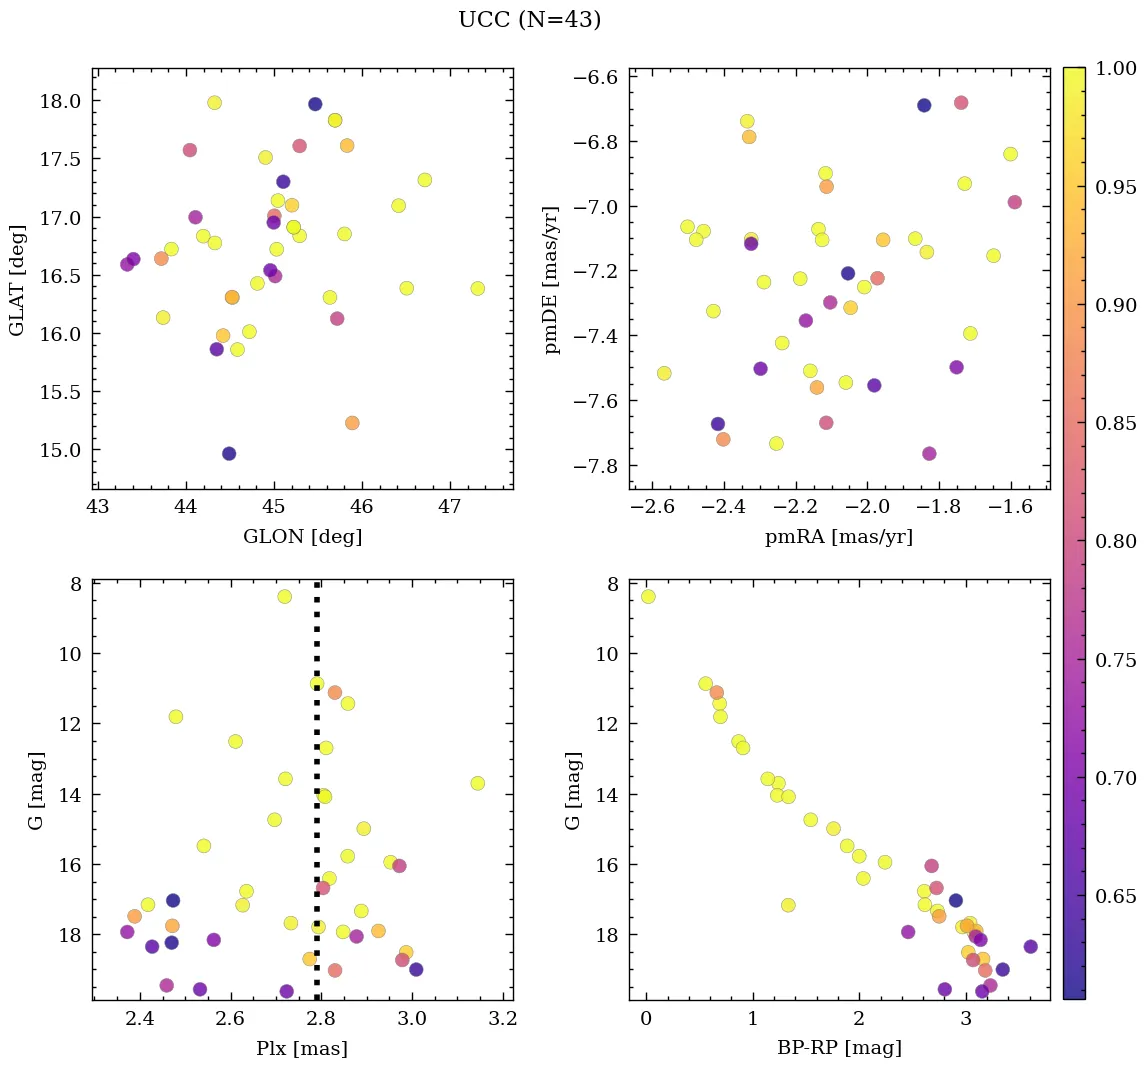 UCC (N=43)
18.0
17.5
17.0
16.5
16.0
15.5
15.0
GLAT [deg]
43 44 45 46 47
GLON [deg]
−6.6
−6.8
−7.0
−7.2
−7.4
−7.6
−7.8
pmDE [mas/yr]
−2.6 −2.4 −2.2 −2.0 −1.8 −1.6
pmRA [mas/yr]
8
10
12
14
16
18
G [mag]
2.4 2.6 2.8 3.0 3.2
Plx [mas]
8
10
12
14
16
18
G [mag]
0 1 2 3
BP-RP [mag]
1.00
0.95
0.90
0.85
0.80
0.75
0.70
0.65